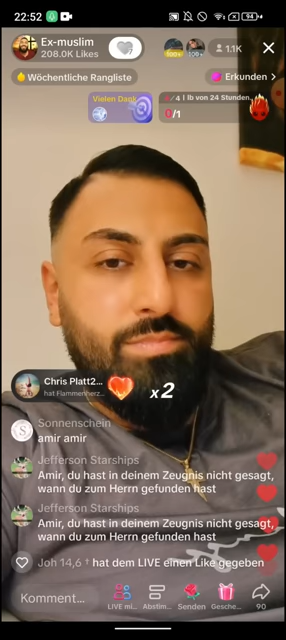 22:52
94
Ex-muslim
208.0K Likes
1.1K
Wöchentliche Rangliste
Erkunden >
Vielen Dank
/4 | lb von 24 Stunden.
0/1
Chris Platt2...
hat Flammenherz...
x2
Sonnenschein
amir amir
Jefferson Starships
Amir, du hast in deinem Zeugnis nicht gesagt,
wann du zum Herrn gefunden hast
Jefferson Starships
Amir, du hast in deinem Zeugnis nicht gesagt,
wann du zum Herrn gefunden hast
Joh 14,6 † hat dem LIVE einen Like gegeben
Komment...
LIVE mi...
Abstim...
Senden
Gesche...
90